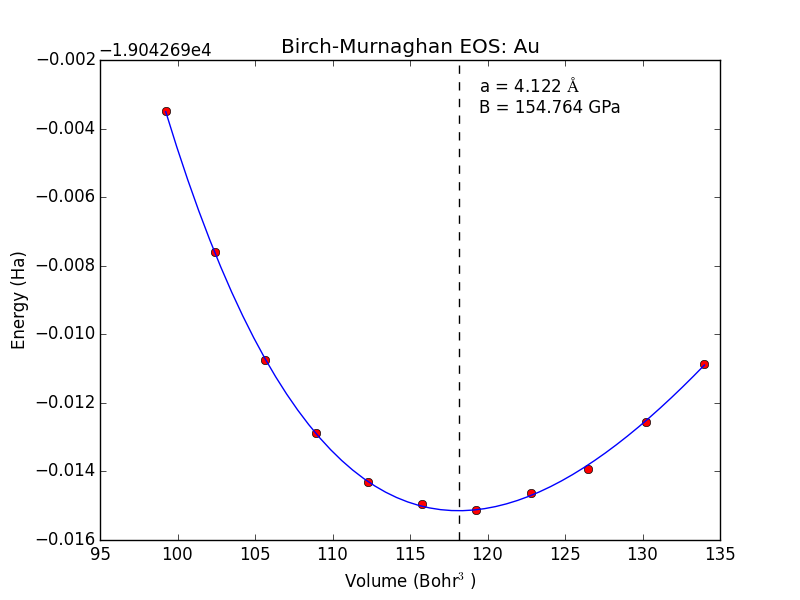 Birch-Murnaghan EOS: Au
−1.904269e4
a = 4.122 Å
B = 154.764 GPa
−0.002
−0.004
−0.006
−0.008
−0.010
−0.012
−0.014
−0.016
Energy (Ha)
95 100 105 110 115 120 125 130 135
Volume (Bohr³ )